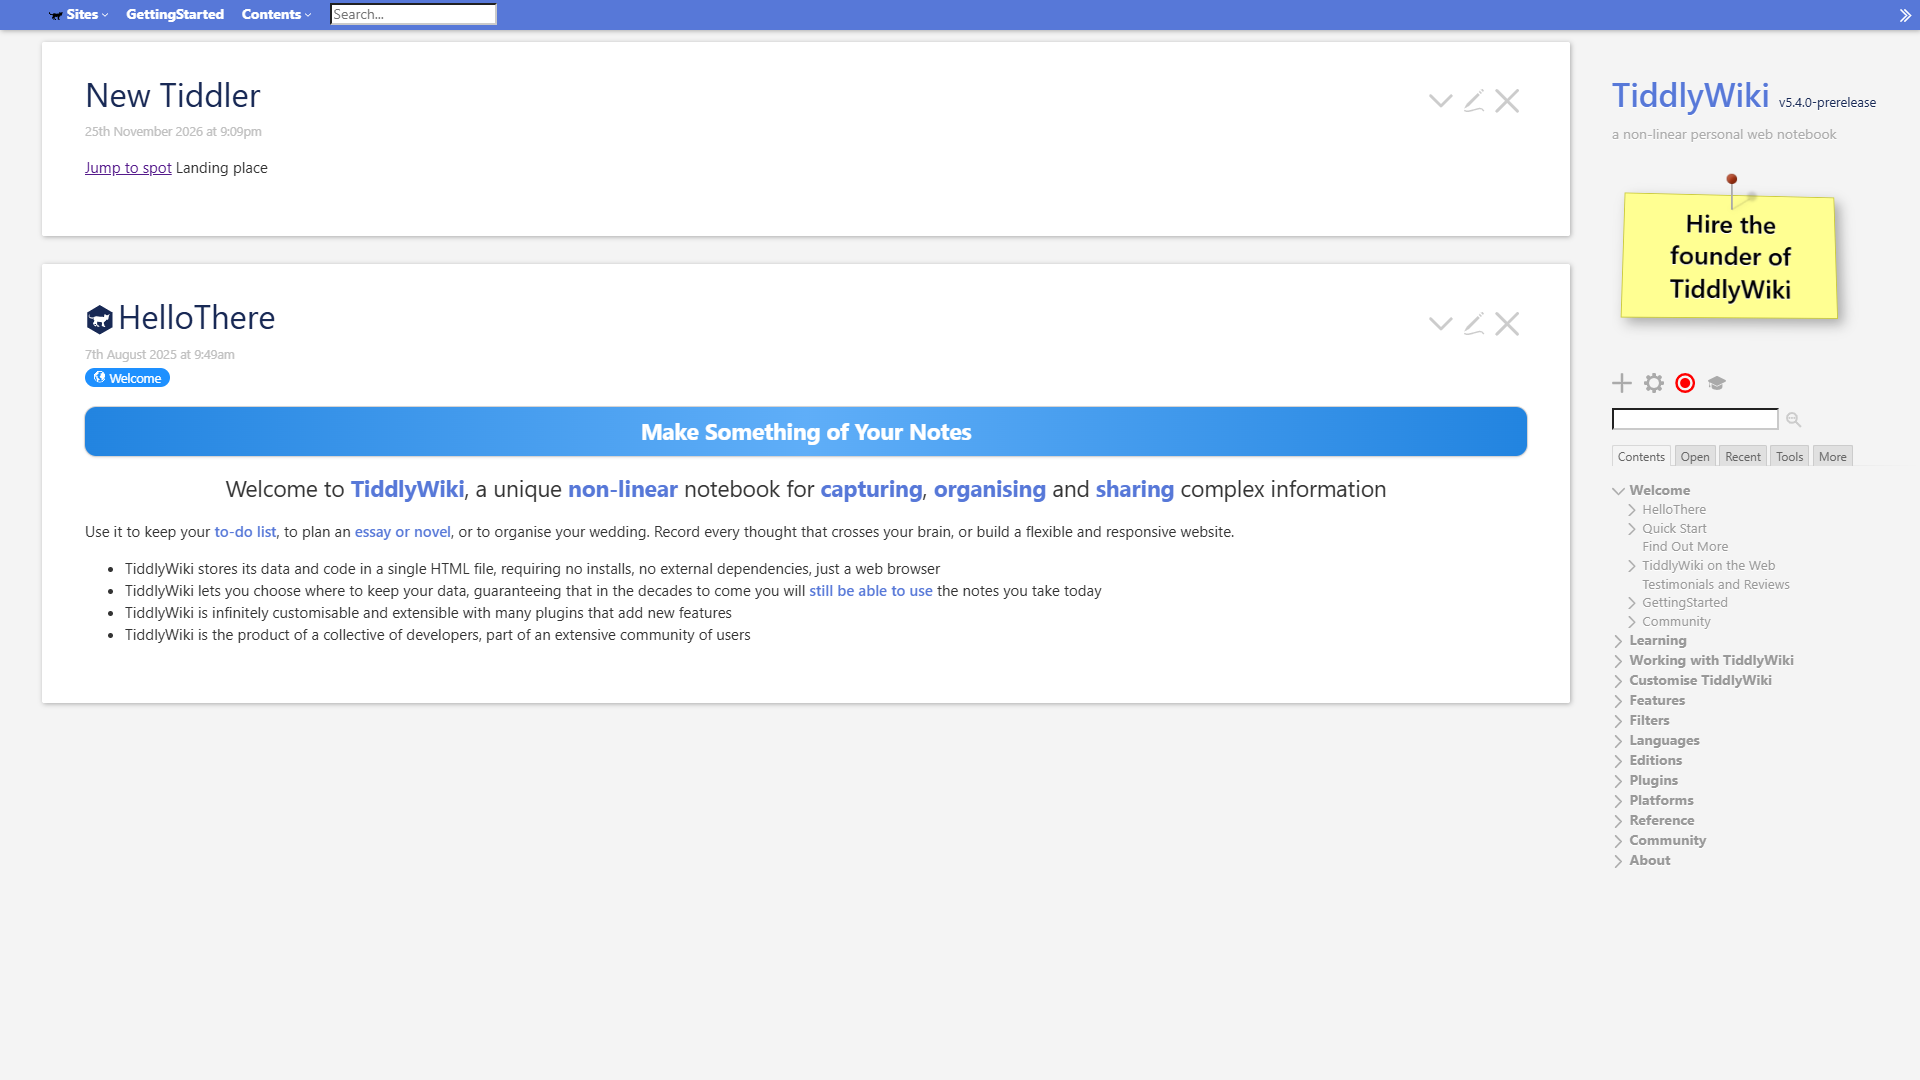 Sites
GettingStarted
Contents
Search...
New Tiddler
25th November 2026 at 9:09pm
Jump to spot Landing place
HelloThere
7th August 2025 at 9:49am
Welcome
Make Something of Your Notes
Welcome to TiddlyWiki, a unique non-linear notebook for capturing, organising and sharing complex information
Use it to keep your to-do list, to plan an essay or novel, or to organise your wedding. Record every thought that crosses your brain, or build a flexible and responsive website.
TiddlyWiki stores its data and code in a single HTML file, requiring no installs, no external dependencies, just a web browser
TiddlyWiki lets you choose where to keep your data, guaranteeing that in the decades to come you will still be able to use the notes you take today
TiddlyWiki is infinitely customisable and extensible with many plugins that add new features
TiddlyWiki is the product of a collective of developers, part of an extensive community of users
TiddlyWiki v5.4.0-prerelease
a non-linear personal web notebook
Hire the
founder of
TiddlyWiki
Contents
Open
Recent
Tools
More
Welcome
HelloThere
Quick Start
Find Out More
TiddlyWiki on the Web
Testimonials and Reviews
GettingStarted
Community
Learning
Working with TiddlyWiki
Customise TiddlyWiki
Features
Filters
Languages
Editions
Plugins
Platforms
Reference
Community
About